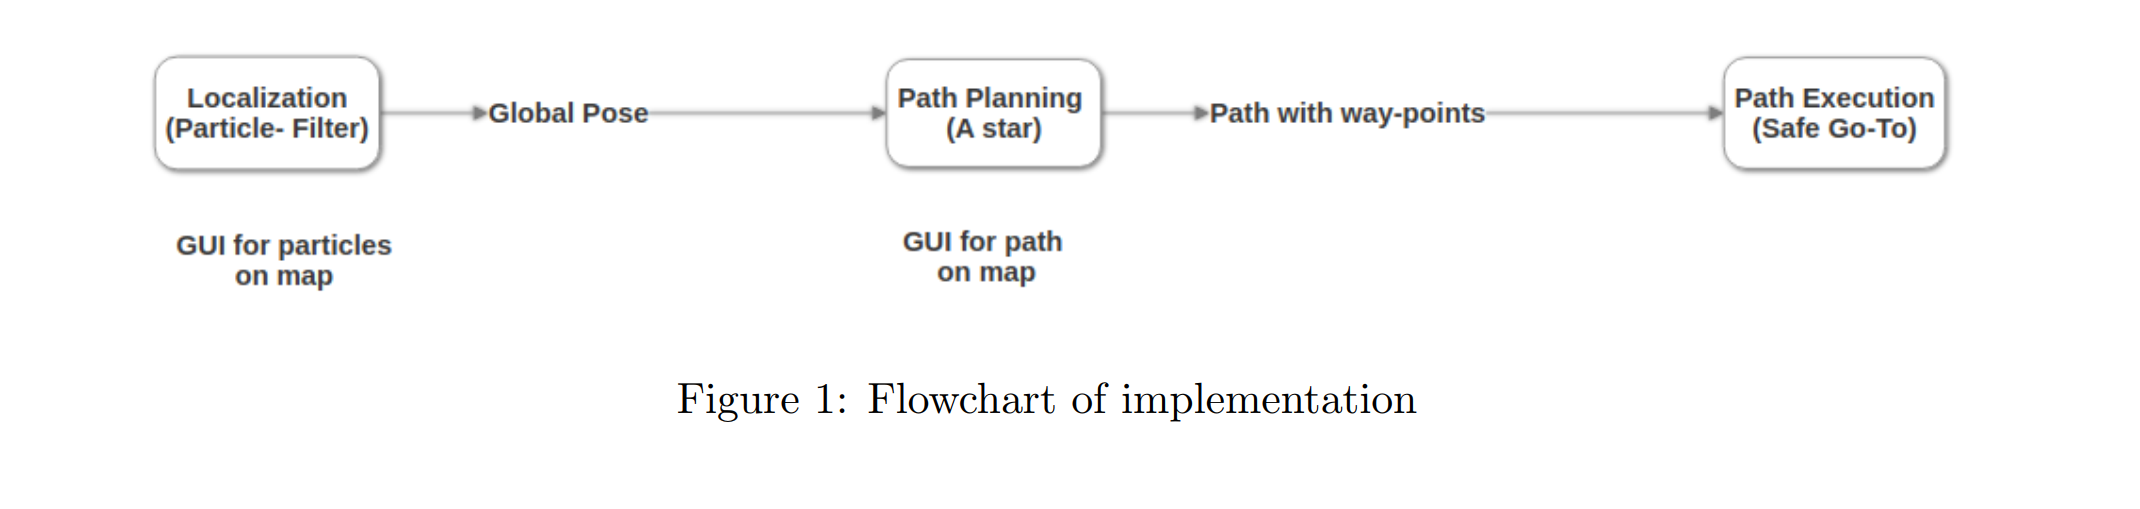 Localization
(Particle- Filter)
Global Pose
Path Planning
(A star)
Path with way-points
Path Execution
(Safe Go-To)
GUI for particles
on map
GUI for path
on map
Figure 1: Flowchart of implementation